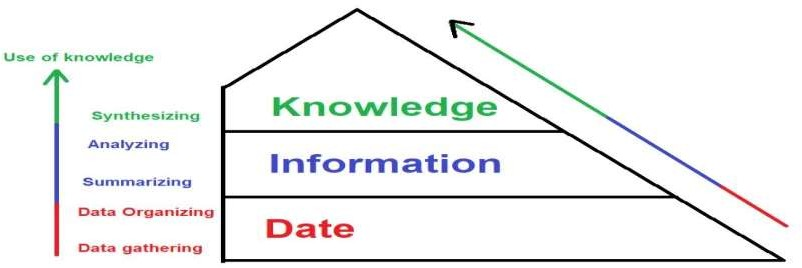 Use of knowledge
Synthesizing
Knowledge
Analyzing
Information
Summarizing
Data Organizing
Date
Data gathering